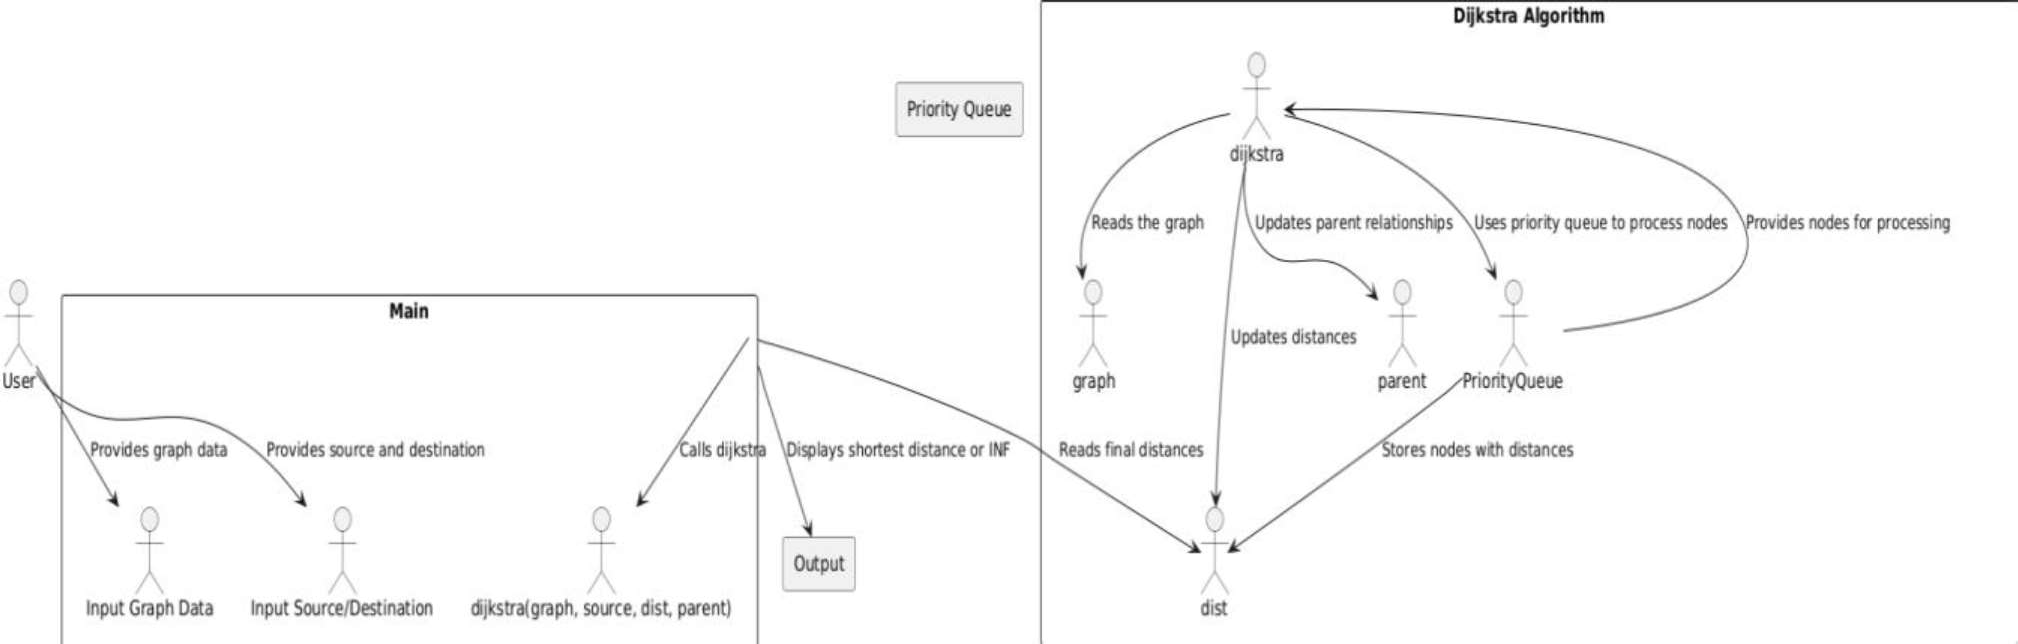 Dijkstra Algorithm
Priority Queue
dijkstra
Reads the graph
Updates parent relationships
Uses priority queue to process nodes
Provides nodes for processing
Main
Updates distances
User
graph
parent
PriorityQueue
Provides graph data
Provides source and destination
Calls dijkstra
Displays shortest distance or INF
Reads final distances
Stores nodes with distances
Output
Input Graph Data
Input Source/Destination
dijkstra(graph, source, dist, parent)
dist